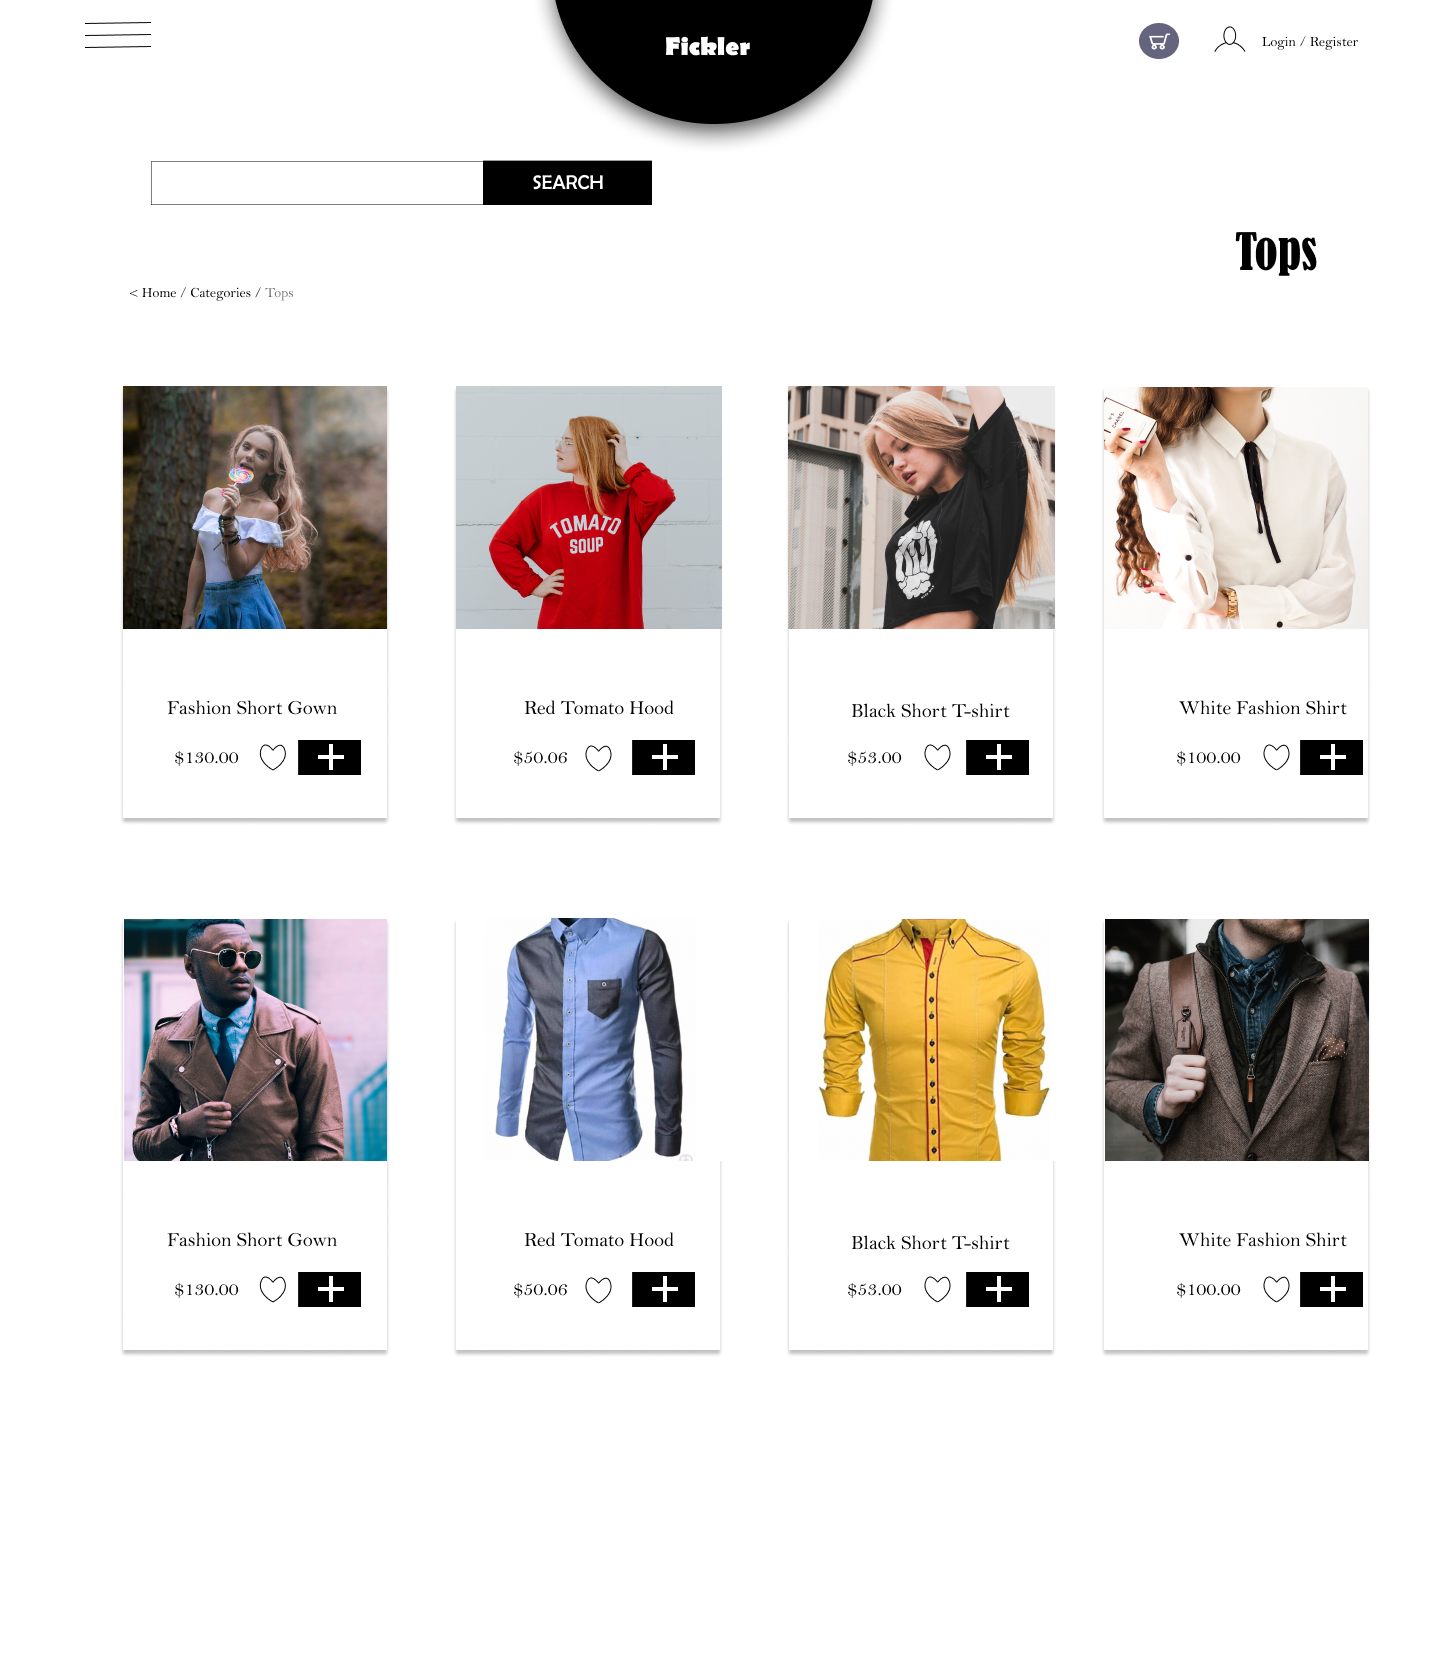 Fickler
Login / Register
SEARCH
Tops
< Home / Categories / Tops
CHANEL
TOMATO
SOUP
Fashion Short Gown
Red Tomato Hood
Black Short T-shirt
White Fashion Shirt
$130.00
$50.06
$53.00
$100.00
Fashion Short Gown
Red Tomato Hood
Black Short T-shirt
White Fashion Shirt
$130.00
$50.06
$53.00
$100.00